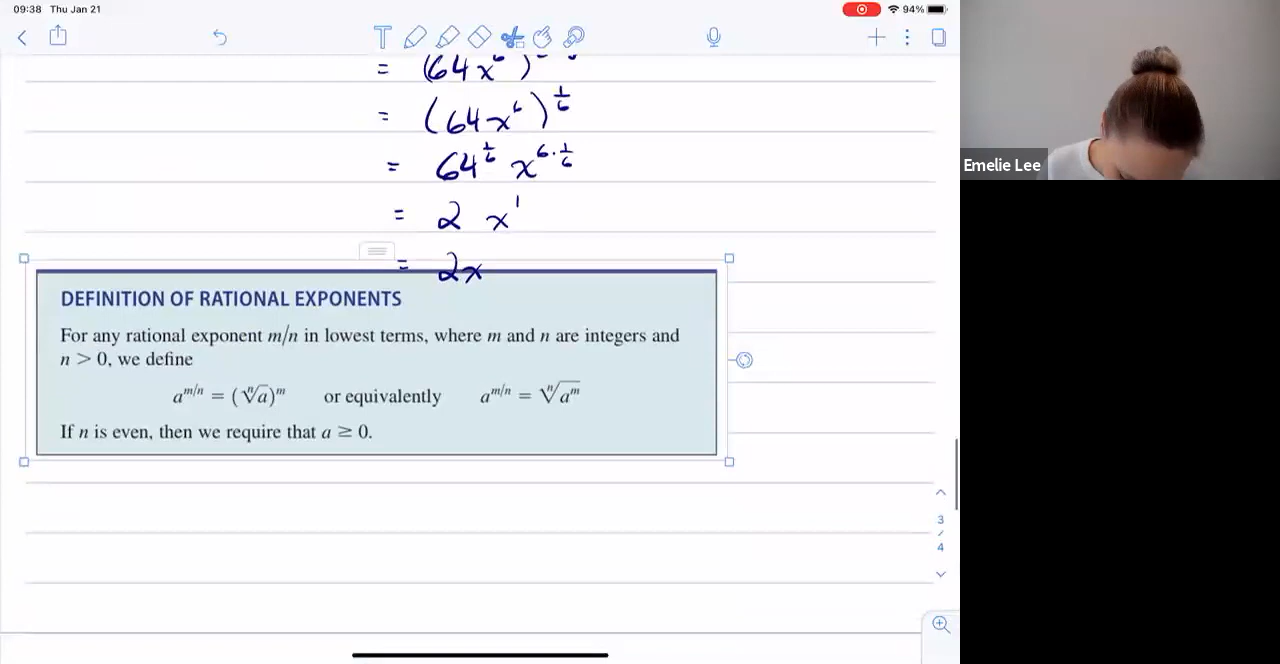 09:38 Thu Jan 21
94%
= (64x⁶)
= (64x⁶)^{1/6}
= 64^{1/6} x^{6·1/6}
= 2 x¹
= 2x
DEFINITION OF RATIONAL EXPONENTS
For any rational exponent m/n in lowest terms, where m and n are integers and
n > 0, we define
a^{m/n} = (ⁿ√a)^m or equivalently a^{m/n} = ⁿ√(a^m)
If n is even, then we require that a ≥ 0.
3
/
4
Emelie Lee